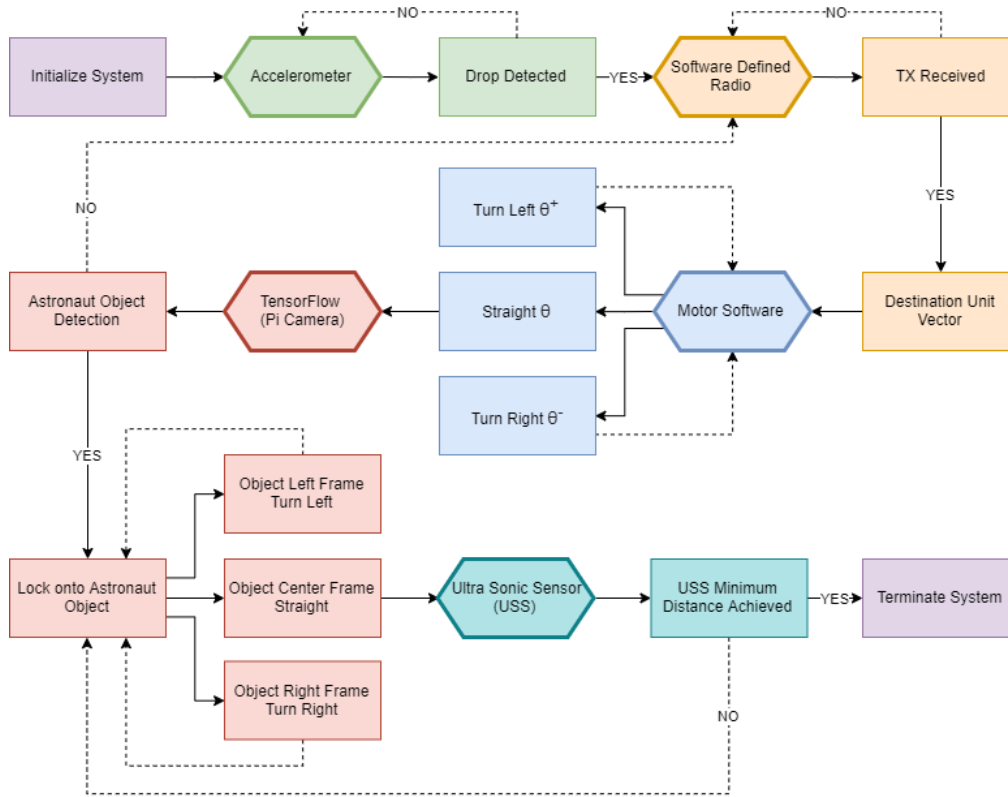 NO
NO
Initialize System
Accelerometer
Drop Detected
YES
Software Defined
Radio
TX Received
YES
NO
Turn Left θ⁺
Astronaut Object
Detection
TensorFlow
(Pi Camera)
Straight θ
Motor Software
Destination Unit
Vector
Turn Right θ⁻
YES
Object Left Frame
Turn Left
Lock onto Astronaut
Object
Object Center Frame
Straight
Ultra Sonic Sensor
(USS)
USS Minimum
Distance Achieved
YES
Terminate System
Object Right Frame
Turn Right
NO